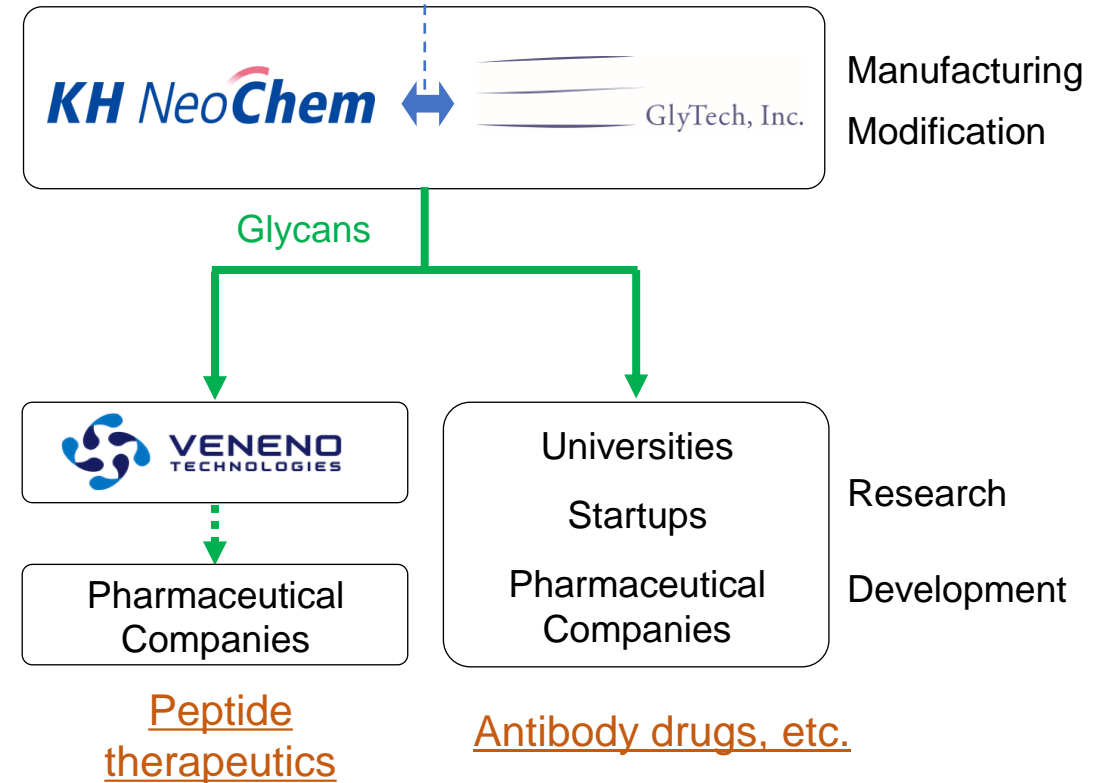 KH NeoChem
GlyTech, Inc.
Manufacturing
Modification
Glycans
VENENO
TECHNOLOGIES
Universities
Startups
Pharmaceutical
Companies
Research
Development
Pharmaceutical
Companies
Peptide
therapeutics
Antibody drugs, etc.